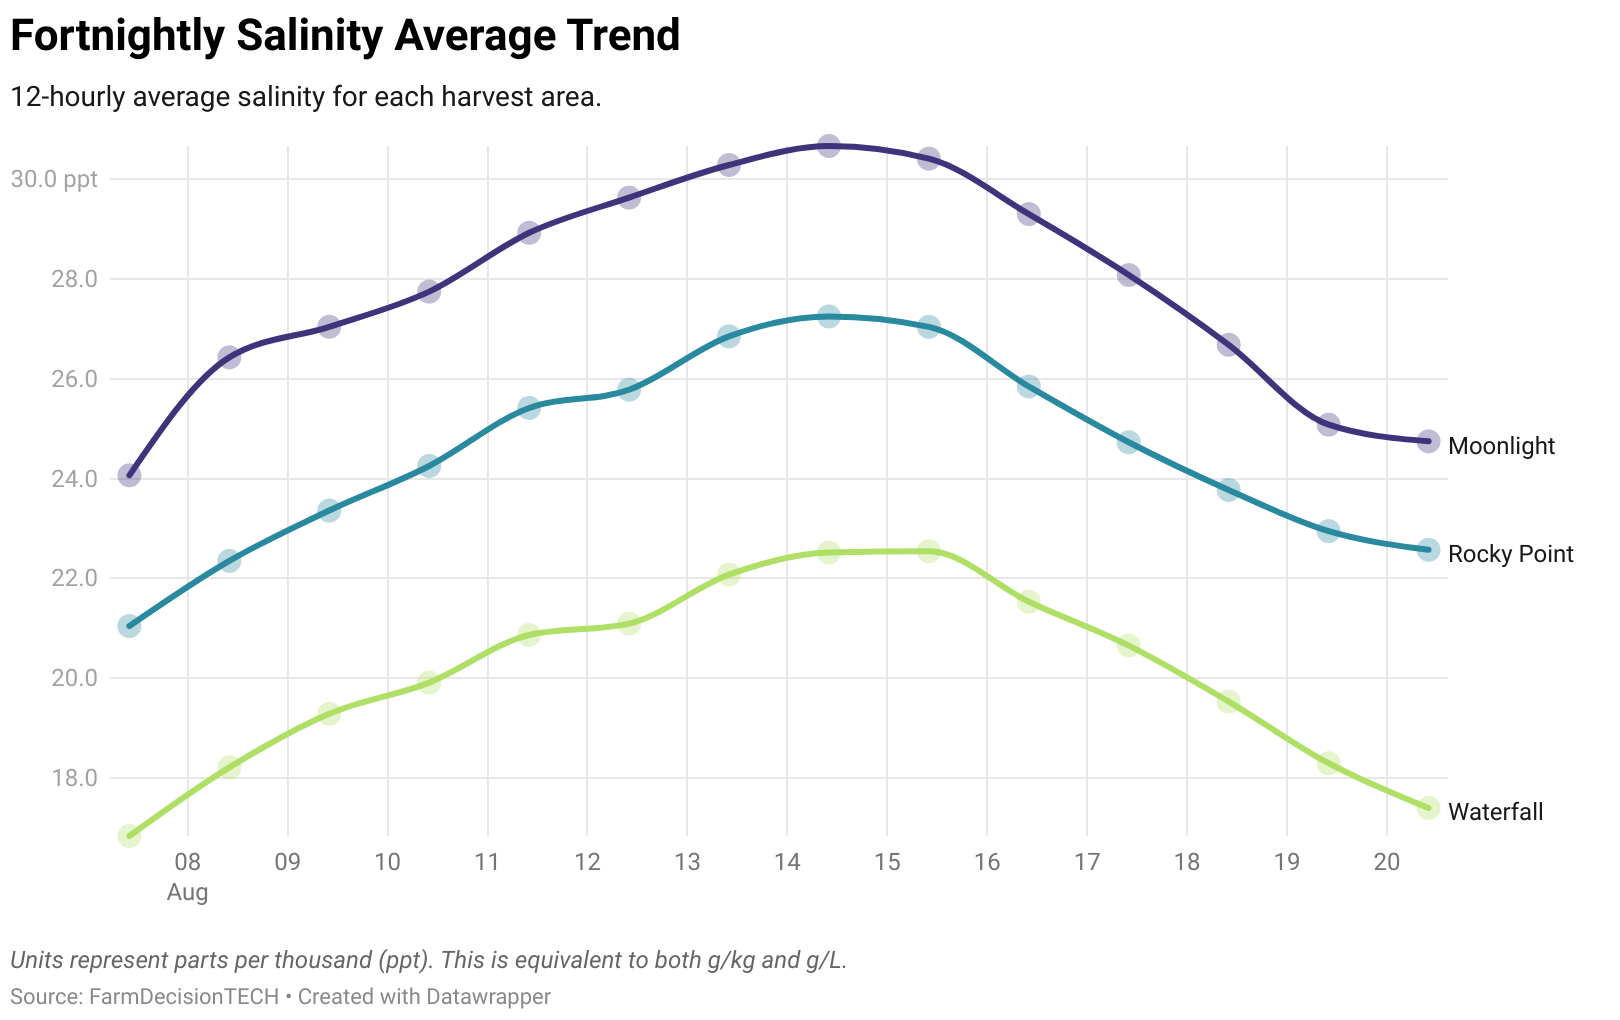 Fortnightly Salinity Average Trend
12-hourly average salinity for each harvest area.
30.0 ppt
28.0
26.0
24.0
22.0
20.0
18.0
Moonlight
Rocky Point
Waterfall
08 09 10 11 12 13 14 15 16 17 18 19 20
Aug
Units represent parts per thousand (ppt). This is equivalent to both g/kg and g/L.
Source: FarmDecisionTECH • Created with Datawrapper